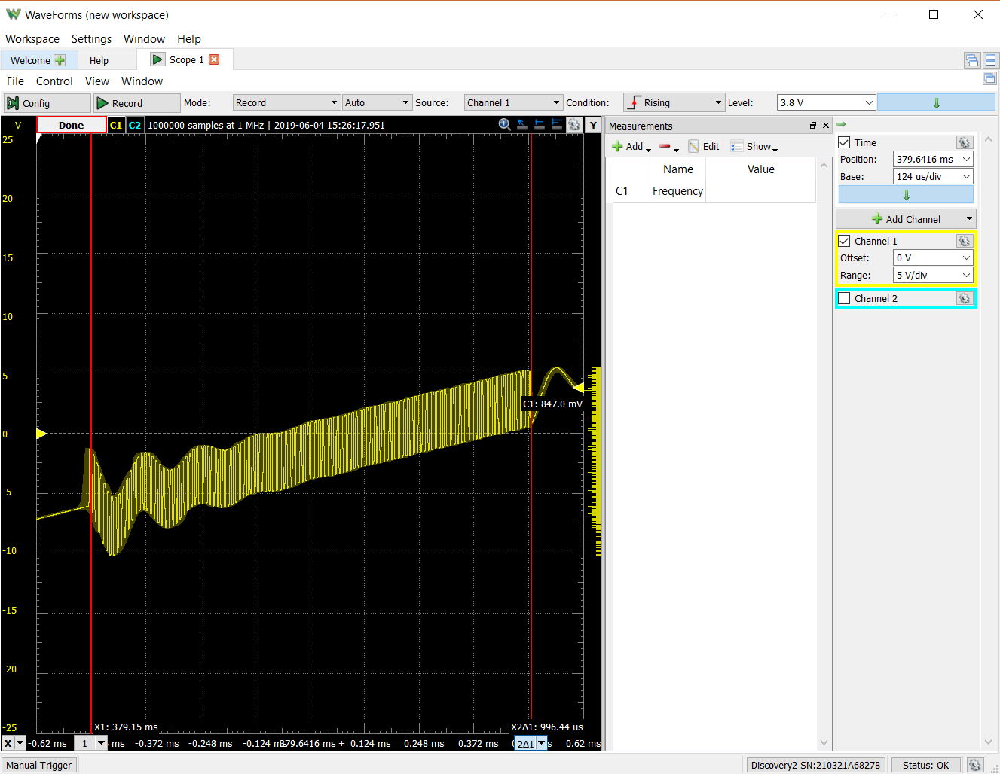 WaveForms (new workspace)
Workspace Settings Window Help
Welcome Help Scope 1
File Control View Window
Config Record Mode: Record Auto Source: Channel 1 Condition: Rising Level: 3.8 V
V Done C1 C2 1000000 samples at 1 MHz | 2019-06-04 15:26:17.951 Y
Measurements
Add Edit Show
Name Value
C1 Frequency
Time
Position: 379.6416 ms
Base: 124 us/div
Add Channel
Channel 1
Offset: 0 V
Range: 5 V/div
Channel 2
25
20
15
10
5
0
-5
-10
-15
-20
-25
C1: 847.0 mV
X1: 379.15 ms X2Δ1: 996.44 us
X -0.62 ms 1 ms -0.372 ms -0.248 ms -0.124 ms 379.6416 ms + 0.124 ms 0.248 ms 0.372 ms 2Δ1 s 0.62 ms
Manual Trigger Discovery2 SN:210321A6827B Status: OK